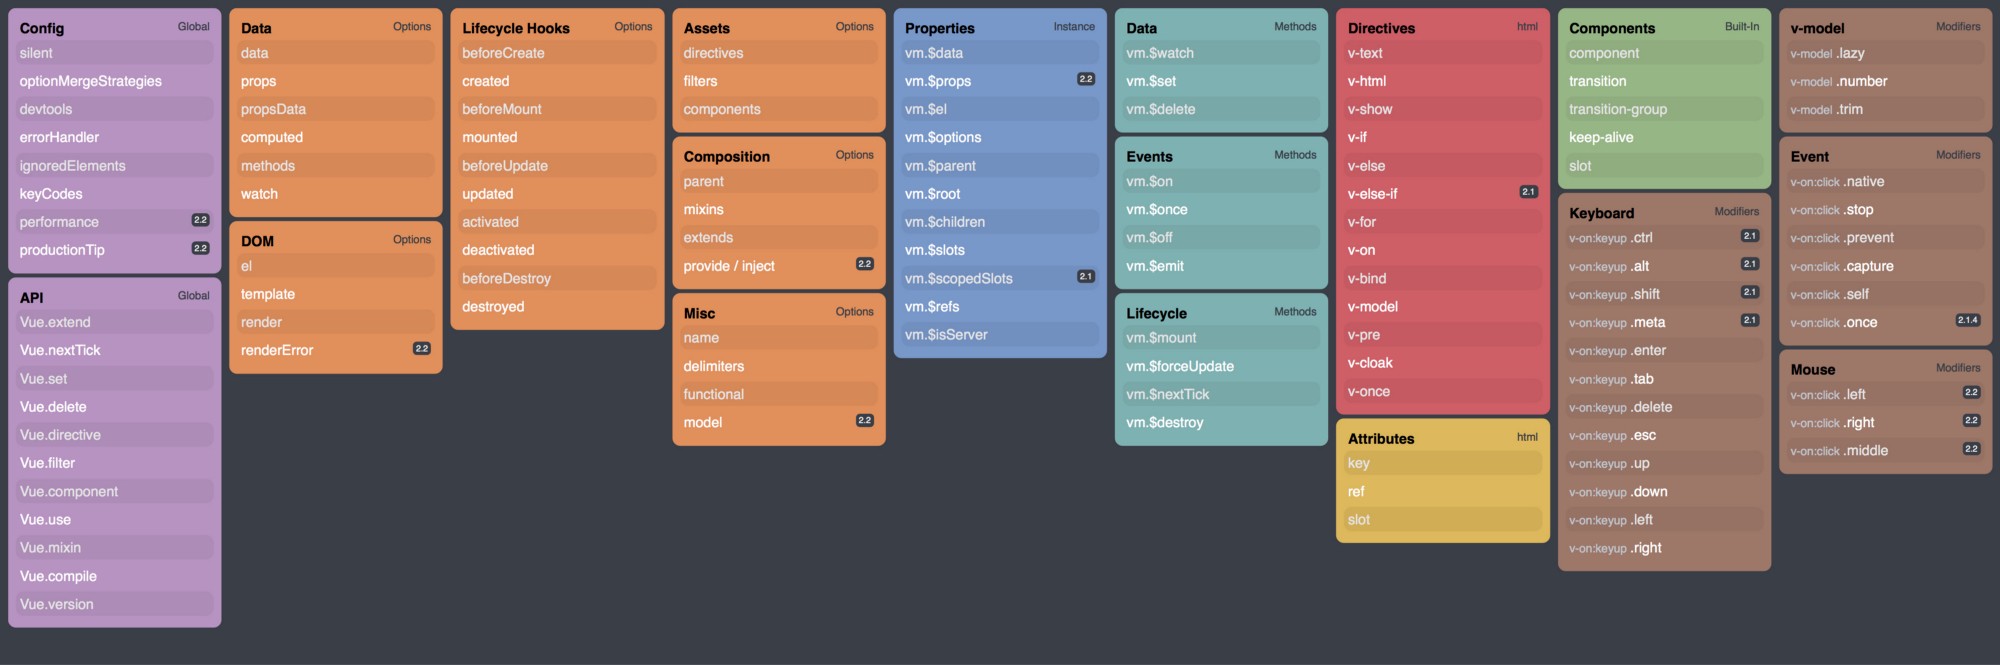 Config Global
silent
optionMergeStrategies
devtools
errorHandler
ignoredElements
keyCodes
performance 2.2
productionTip 2.2
API Global
Vue.extend
Vue.nextTick
Vue.set
Vue.delete
Vue.directive
Vue.filter
Vue.component
Vue.use
Vue.mixin
Vue.compile
Vue.version
Data Options
data
props
propsData
computed
methods
watch
DOM Options
el
template
render
renderError 2.2
Lifecycle Hooks Options
beforeCreate
created
beforeMount
mounted
beforeUpdate
updated
activated
deactivated
beforeDestroy
destroyed
Assets Options
directives
filters
components
Composition Options
parent
mixins
extends
provide / inject 2.2
Misc Options
name
delimiters
functional
model 2.2
Properties Instance
vm.$data
vm.$props 2.2
vm.$el
vm.$options
vm.$parent
vm.$root
vm.$children
vm.$slots
vm.$scopedSlots 2.1
vm.$refs
vm.$isServer
Data Methods
vm.$watch
vm.$set
vm.$delete
Events Methods
vm.$on
vm.$once
vm.$off
vm.$emit
Lifecycle Methods
vm.$mount
vm.$forceUpdate
vm.$nextTick
vm.$destroy
Directives html
v-text
v-html
v-show
v-if
v-else
v-else-if 2.1
v-for
v-on
v-bind
v-model
v-pre
v-cloak
v-once
Attributes html
key
ref
slot
Components Built-In
component
transition
transition-group
keep-alive
slot
Keyboard Modifiers
v-on:keyup .ctrl 2.1
v-on:keyup .alt 2.1
v-on:keyup .shift 2.1
v-on:keyup .meta 2.1
v-on:keyup .enter
v-on:keyup .tab
v-on:keyup .delete
v-on:keyup .esc
v-on:keyup .up
v-on:keyup .down
v-on:keyup .left
v-on:keyup .right
v-model Modifiers
v-model .lazy
v-model .number
v-model .trim
Event Modifiers
v-on:click .native
v-on:click .stop
v-on:click .prevent
v-on:click .capture
v-on:click .self
v-on:click .once 2.1.4
Mouse Modifiers
v-on:click .left 2.2
v-on:click .right 2.2
v-on:click .middle 2.2